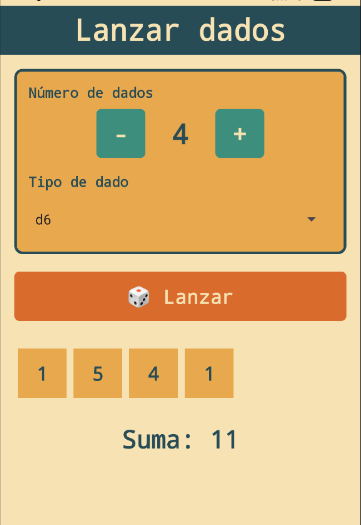 Lanzar dados
Número de dados
- 4 +
Tipo de dado
d6
Lanzar
1 5 4 1
Suma: 11